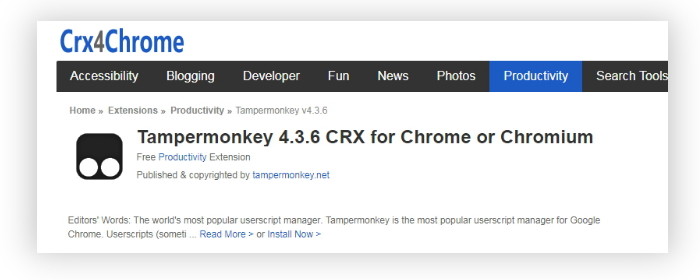 Crx4Chrome
Accessibility Blogging Developer Fun News Photos Productivity Search Tools
Home » Extensions » Productivity » Tampermonkey v4.3.6
Tampermonkey 4.3.6 CRX for Chrome or Chromium
Free Productivity Extension
Published & copyrighted by tampermonkey.net
Editors' Words: The world's most popular userscript manager. Tampermonkey is the most popular userscript manager for Google
Chrome. Userscripts (someti ... Read More > or Install Now >